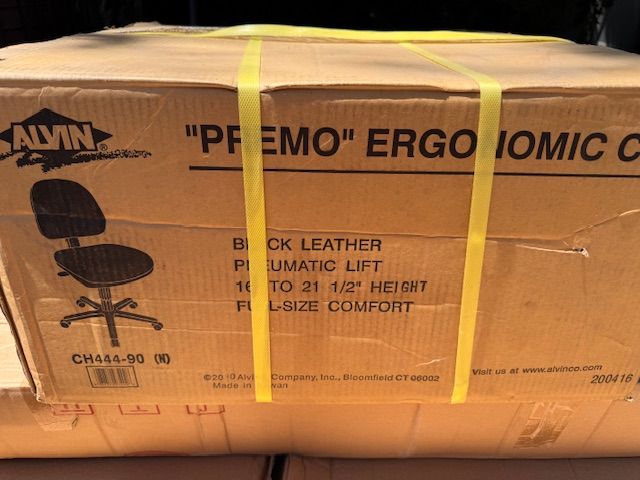 ALVIN®
"PREMO" ERGONOMIC C
BLACK LEATHER
PNEUMATIC LIFT
16 TO 21 1/2" HEIGHT
FULL-SIZE COMFORT
CH444-90 (N)
©2010 Alvin Company, Inc., Bloomfield CT 06002
Made in Taiwan
Visit us at www.alvinco.com
200416